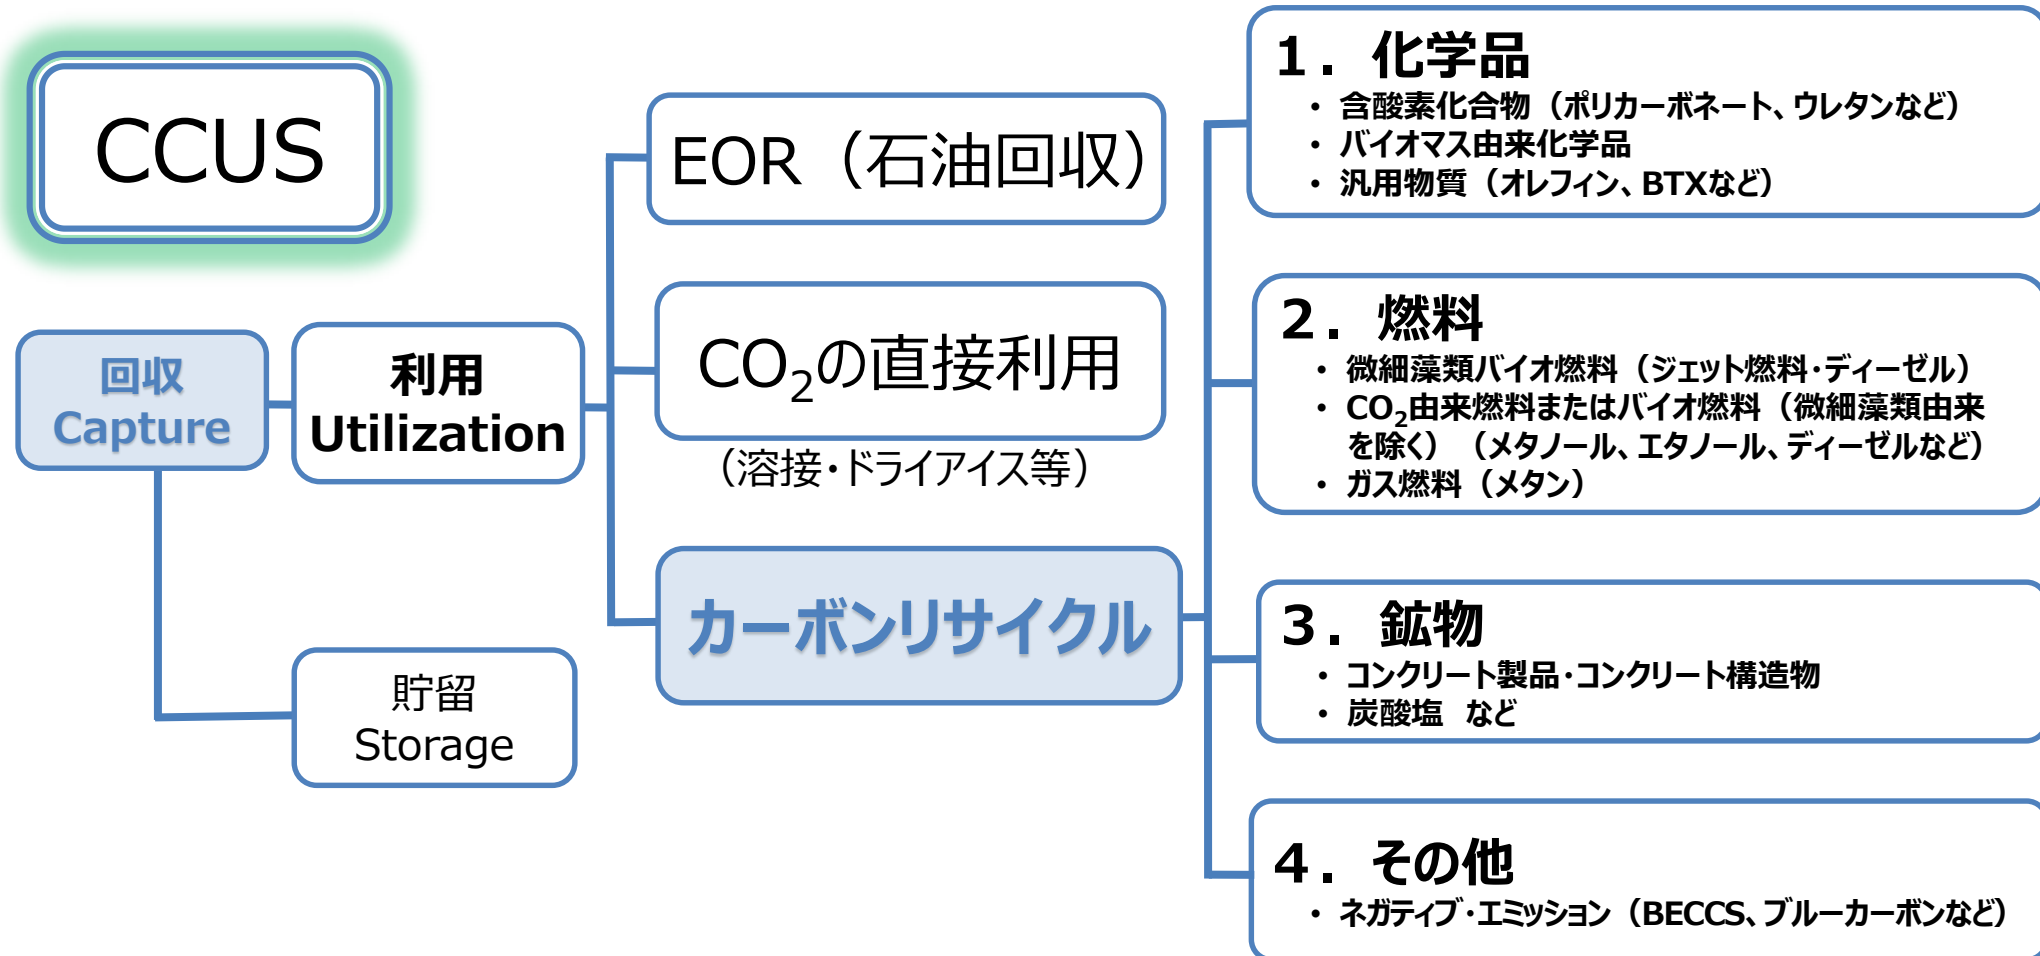 CCUS
回収
Capture
利用
Utilization
貯留
Storage
EOR（石油回収）
CO₂の直接利用
（溶接・ドライアイス等）
カーボンリサイクル
１．化学品
・ 含酸素化合物（ポリカーボネート、ウレタンなど）
・ バイオマス由来化学品
・ 汎用物質（オレフィン、BTXなど）
２．燃料
・ 微細藻類バイオ燃料（ジェット燃料・ディーゼル）
・ CO₂由来燃料またはバイオ燃料（微細藻類由来
を除く）（メタノール、エタノール、ディーゼルなど）
・ ガス燃料（メタン）
３．鉱物
・ コンクリート製品・コンクリート構造物
・ 炭酸塩 など
４．その他
・ ネガティブ・エミッション（BECCS、ブルーカーボンなど）